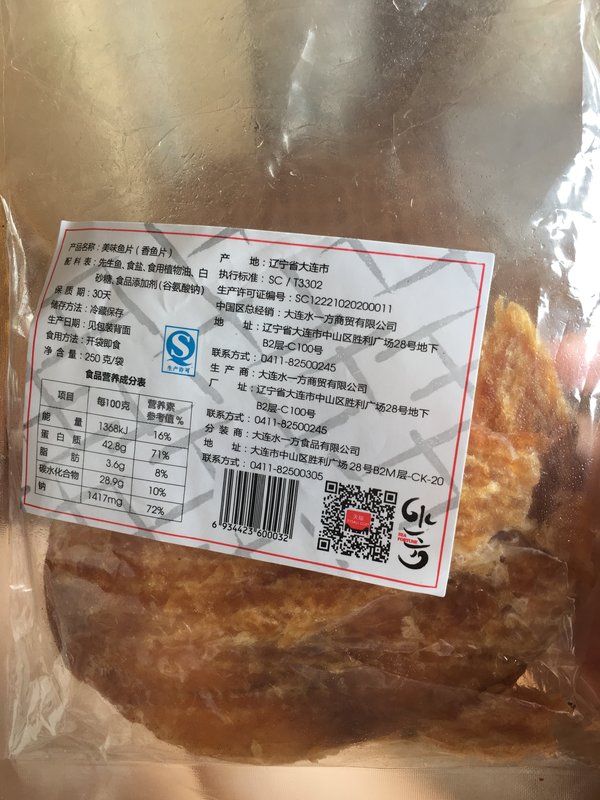 产品名称：美味鱼片（香鱼片）
配 料 表：先生鱼、食盐、食用植物油、白
砂糖、食品添加剂（谷氨酸钠）
保 质 期：30天
储存方法：冷藏保存
生产日期：见包装背面
食用方法：开袋即食
净 含 量：250 克/袋
S
生产许可
食品营养成分表
项目 每100克 营养素参考值%
能 量 1368kJ 16%
蛋 白 质 42.8g 71%
脂 肪 3.6g 8%
碳水化合物 28.9g 10%
钠 1417mg 72%
产 地：辽宁省大连市
执行标准：SC / T3302
生产许可证编号：SC12221020200011
中国区总经销：大连水一方商贸有限公司
地 址：辽宁省大连市中山区胜利广场28号地下
B2层-C100号
联系方式：0411-82500245
生 产 商：大连水一方商贸有限公司
厂 址：辽宁省大连市中山区胜利广场28号地下
B2层-C100号
联系方式：0411-82500245
分 装 商：大连水一方食品有限公司
地 址：大连市中山区胜利广场28号B2M层-CK-20
联系方式：0411-82500305
6 934423 600032
水一方
SEA FORTUNE